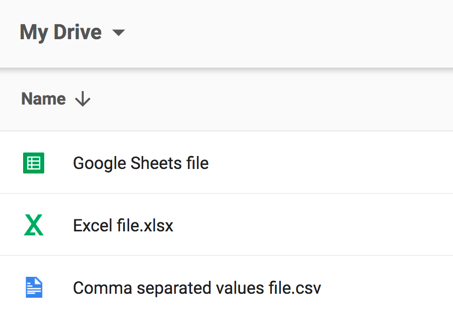 My Drive
Name
Google Sheets file
Excel file.xlsx
Comma separated values file.csv